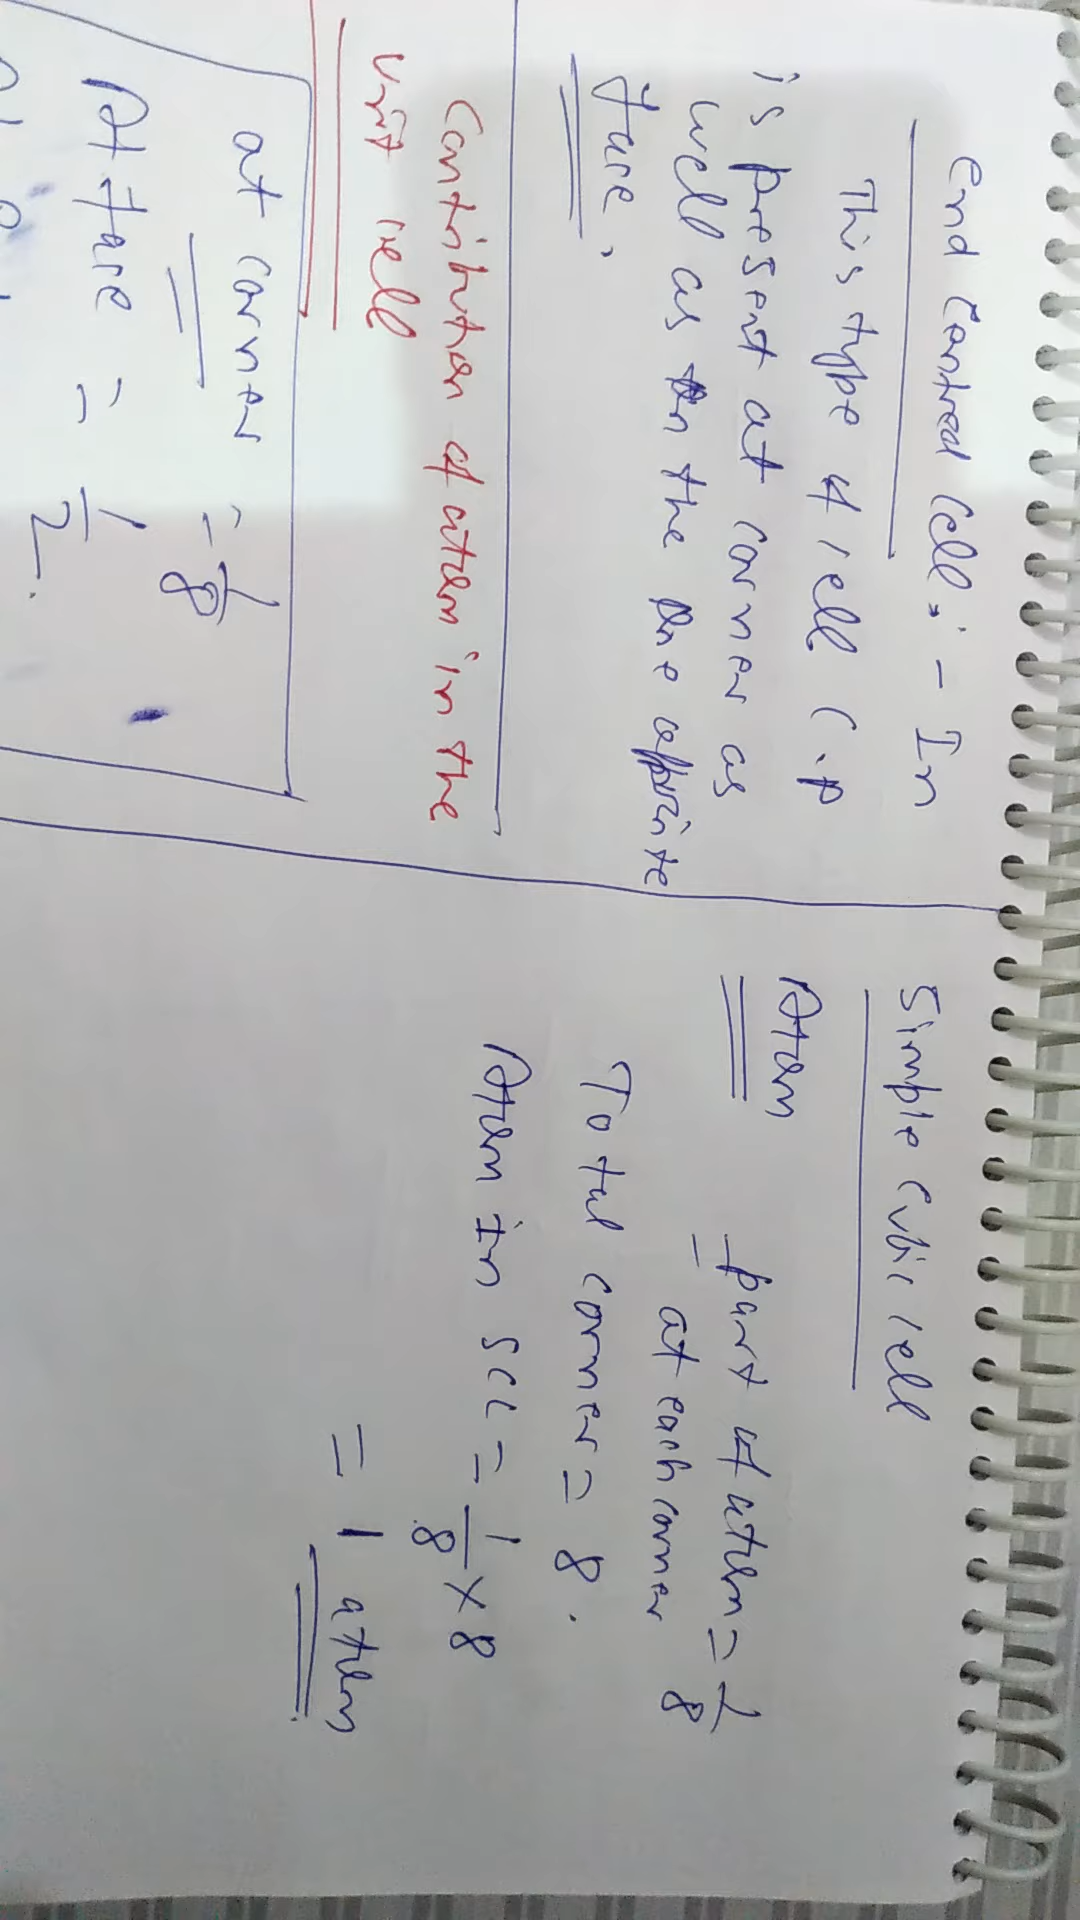 End Centred Cell :- In
This type of cell C.P
is present at corner as
well as on the one opposite
face.
Contribution of atom in the
unit cell
at corner = 1/8
At face = 1/2.
Simple Cubic cell
Atom
- part of atom = 1/8
at each corner
Total corner = 8.
Atom in SCC = 1/8 × 8
= 1 atom